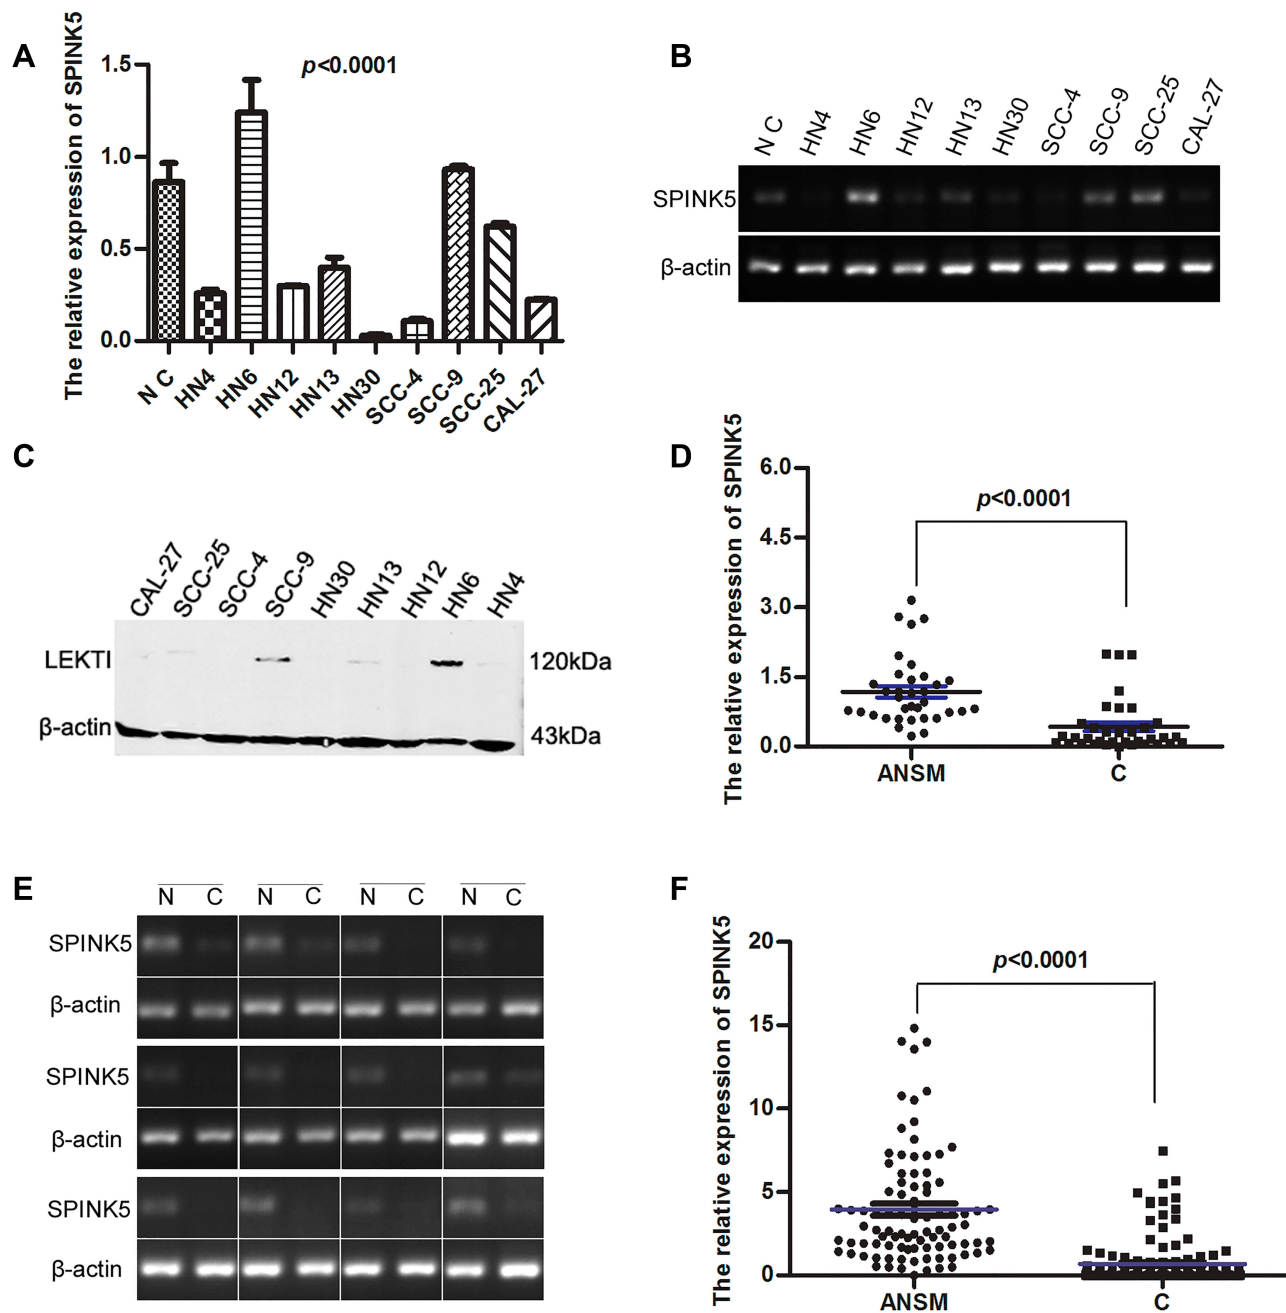 A
The relative expression of SPINK5
p<0.0001
1.5
1.0
0.5
0.0
N C
HN4
HN6
HN12
HN13
HN30
SCC-4
SCC-9
SCC-25
CAL-27
B
N C
HN4
HN6
HN12
HN13
HN30
SCC-4
SCC-9
SCC-25
CAL-27
SPINK5
β-actin
C
CAL-27
SCC-25
SCC-4
SCC-9
HN30
HN13
HN12
HN6
HN4
LEKTI
120kDa
β-actin
43kDa
D
The relative expression of SPINK5
6.0
4.5
3.0
1.5
0.0
p<0.0001
ANSM
C
E
N C N C N C N C
SPINK5
β-actin
SPINK5
β-actin
SPINK5
β-actin
F
The relative expression of SPINK5
20
15
10
5
0
p<0.0001
ANSM
C